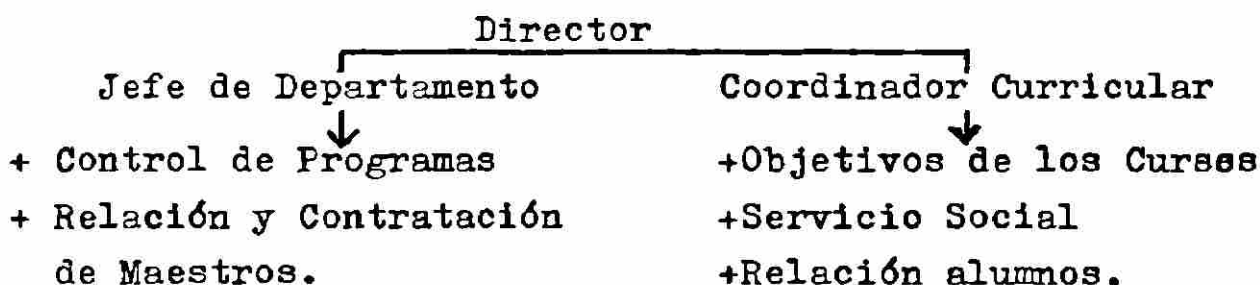 Director
Jefe de Departamento Coordinador Curricular
+ Control de Programas +Objetivos de los Curses
+ Relación y Contratación +Servicio Social
de Maestros. +Relación alumnos.